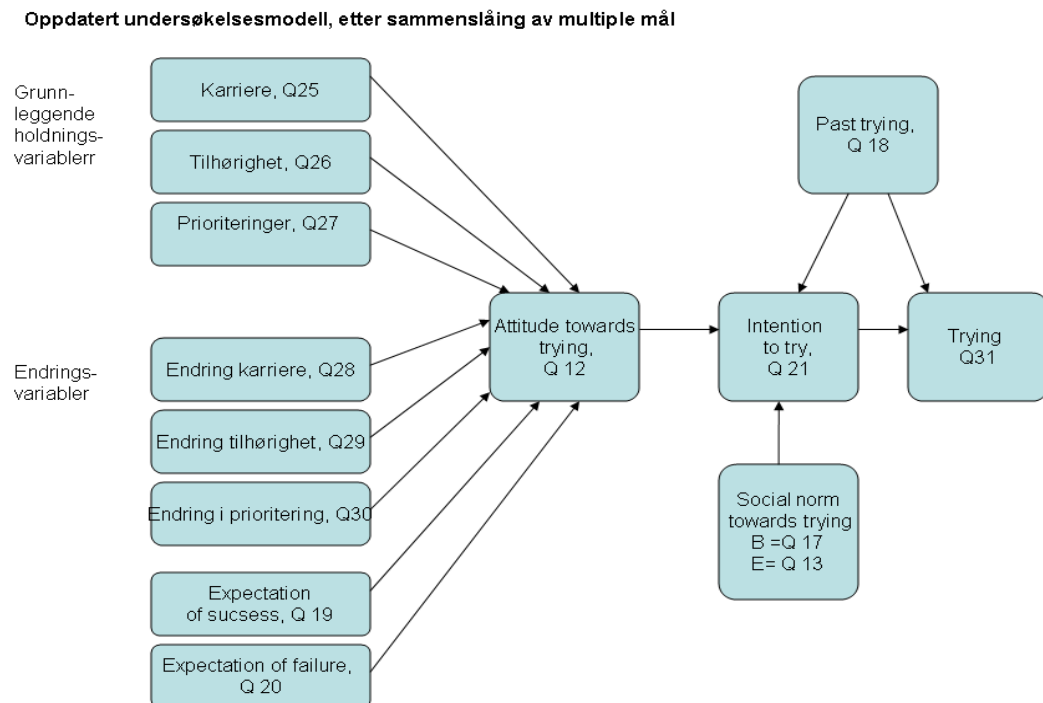 Oppdatert undersøkelsesmodell, etter sammenslåing av multiple mål
Grunn-
leggende
holdnings-
variablerr
Karriere, Q25
Tilhørighet, Q26
Prioriteringer, Q27
Endrings-
variabler
Endring karriere, Q28
Endring tilhørighet, Q29
Endring i prioritering, Q30
Expectation
of sucsess, Q 19
Expectation of failure,
Q 20
Attitude towards
trying,
Q 12
Past trying,
Q 18
Intention
to try,
Q 21
Trying
Q31
Social norm
towards trying
B =Q 17
E= Q 13